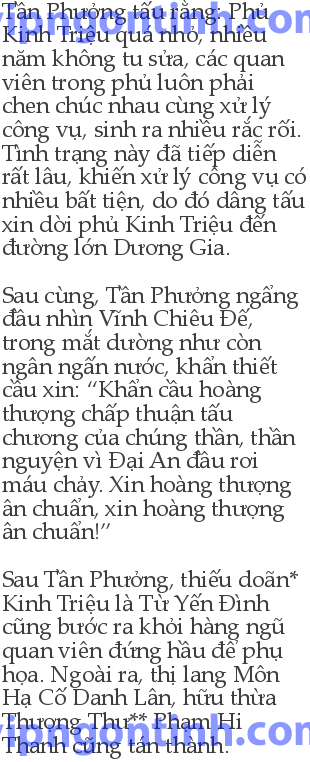 Tần Phưởng tấu rằng: Phủ
Kinh Triệu quá nhỏ, nhiều
năm không tu sửa, các quan
viên trong phủ luôn phải
chen chúc nhau cùng xử lý
công vụ, sinh ra nhiều rắc rối.
Tình trạng này đã tiếp diễn
rất lâu, khiến xử lý công vụ có
nhiều bất tiện, do đó dâng tấu
xin dời phủ Kinh Triệu đến
đường lớn Dương Gia.
Sau cùng, Tần Phưởng ngẩng
đầu nhìn Vĩnh Chiêu Đế,
trong mắt dường như còn
ngân ngấn nước, khẩn thiết
cầu xin: “Khẩn cầu hoàng
thượng chấp thuận tấu
chương của chúng thần, thần
nguyện vì Đại An đầu rơi
máu chảy. Xin hoàng thượng
ân chuẩn, xin hoàng thượng
ân chuẩn!”
Sau Tần Phưởng, thiếu doãn*
Kinh Triệu là Từ Yến Đình
cũng bước ra khỏi hàng ngũ
quan viên đứng hầu để phụ
họa. Ngoài ra, thị lang Môn
Hạ Cố Danh Lân, hữu thừa
Thượng Thư** Phạm Hi
Thanh cũng tán thành.
vipngontinh.com
vipngontinh.com